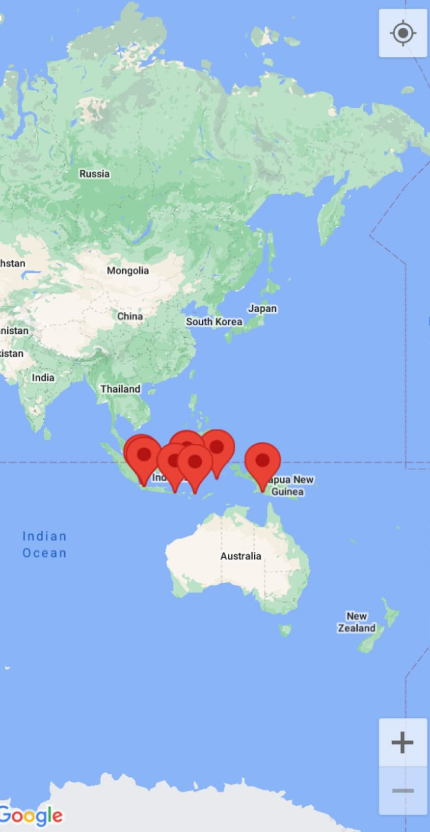 Russia
hstan
Mongolia
Japan
South Korea
China
nistan
kistan
India
Thailand
Ind
apua New
Guinea
Indian
Ocean
Australia
New
Zealand
Google